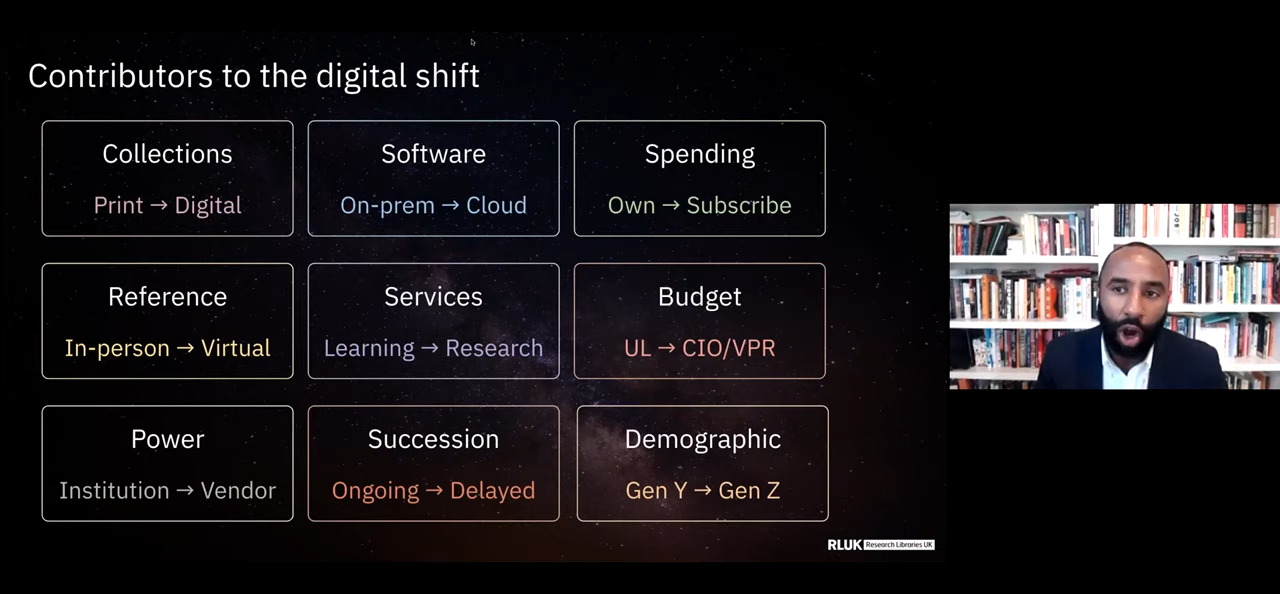 Contributors to the digital shift
Collections
Print → Digital
Software
On-prem → Cloud
Spending
Own → Subscribe
Reference
In-person → Virtual
Services
Learning → Research
Budget
UL → CIO/VPR
Power
Institution → Vendor
Succession
Ongoing → Delayed
Demographic
Gen Y → Gen Z
RLUK Research Libraries UK